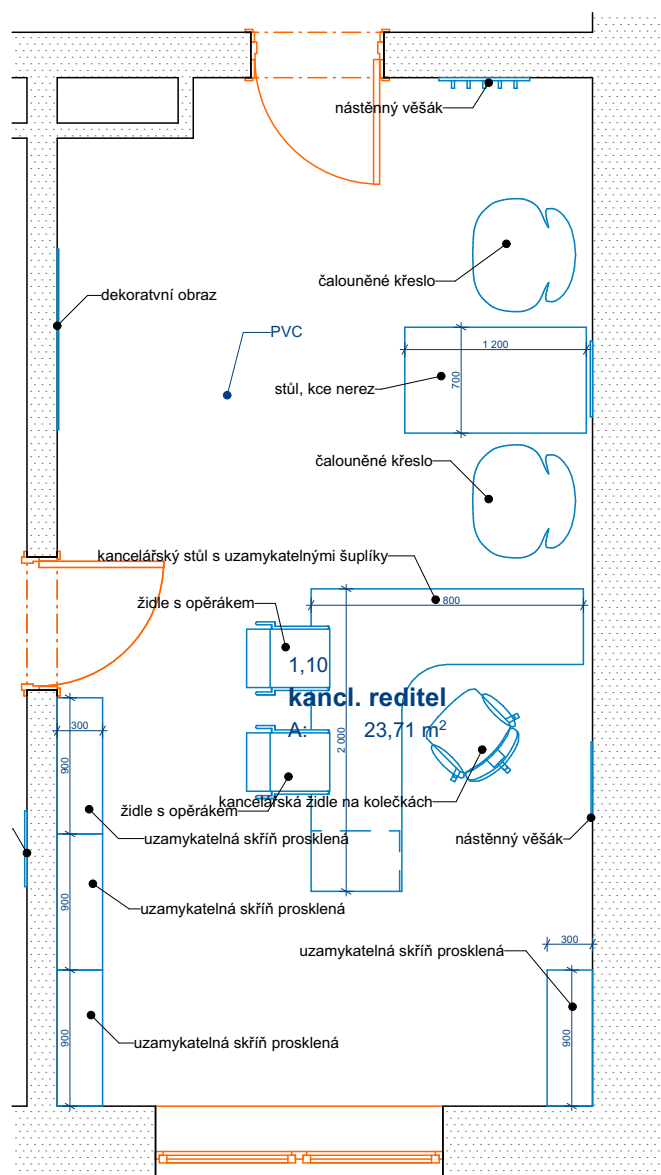 nástěnný věšák
čalouněné křeslo
dekoratvní obraz
PVC
1 200
700
stůl, kce nerez
čalouněné křeslo
kancelářský stůl s uzamykatelnými šuplíky
židle s opěrákem
800
1,10
kancl. reditel
A: 23,71 m²
2 000
300
900
kancelářská židle na kolečkách
židle s opěrákem
uzamykatelná skříň prosklená
nástěnný věšák
900
uzamykatelná skříň prosklená
300
uzamykatelná skříň prosklená
900
uzamykatelná skříň prosklená
900